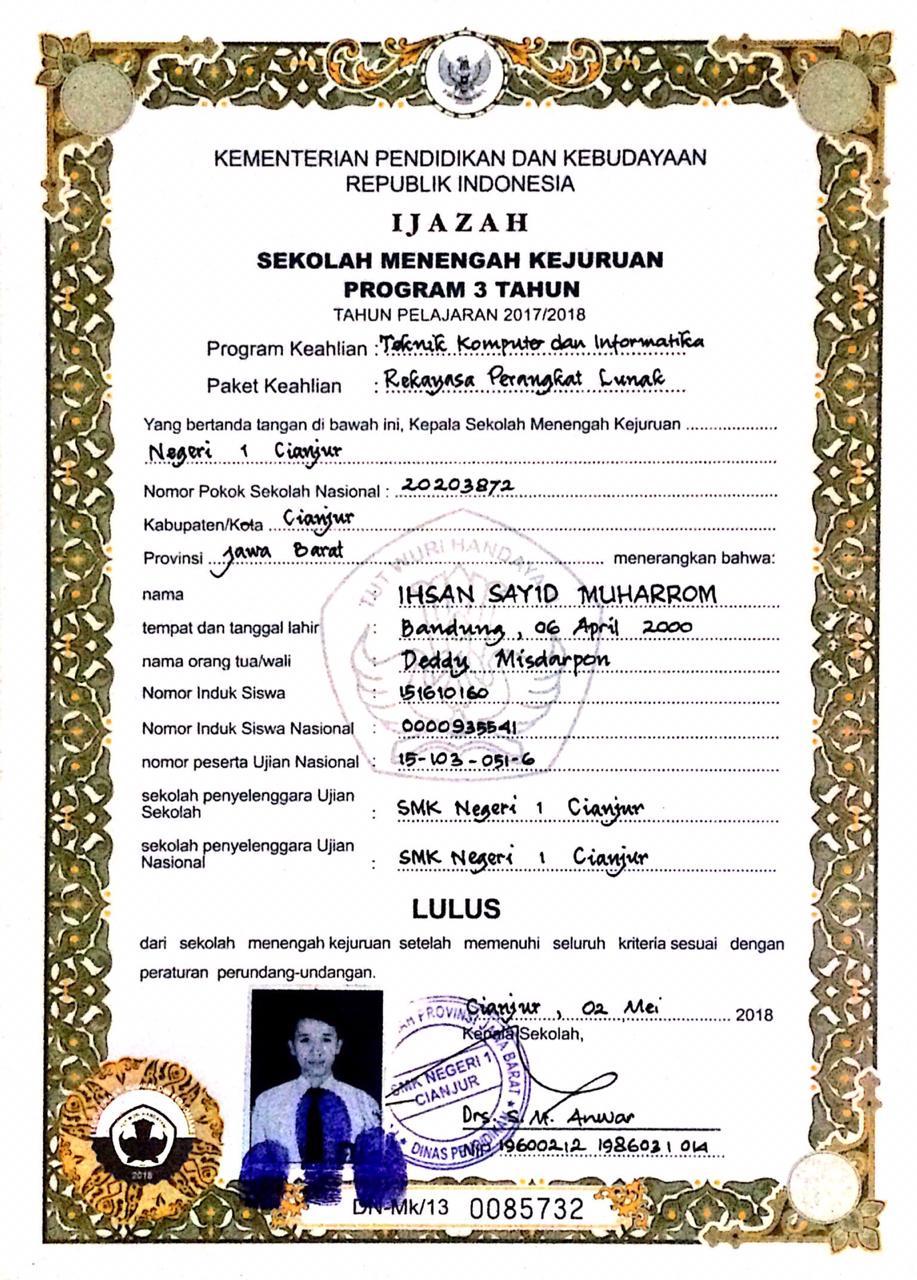 KEMENTERIAN PENDIDIKAN DAN KEBUDAYAAN
REPUBLIK INDONESIA
IJAZAH
SEKOLAH MENENGAH KEJURUAN
PROGRAM 3 TAHUN
TAHUN PELAJARAN 2017/2018
Program Keahlian : Teknik Komputer dan Informatika
Paket Keahlian : Rekayasa Perangkat Lunak
Yang bertanda tangan di bawah ini, Kepala Sekolah Menengah Kejuruan ....................
Negeri 1 Cianjur
Nomor Pokok Sekolah Nasional : 20203872
Kabupaten/Kota Cianjur
Provinsi Jawa Barat menerangkan bahwa:
nama IHSAN SAYID MUHARROM
tempat dan tanggal lahir : Bandung, 06 April 2000
nama orang tua/wali : Deddy Misdarpon
Nomor Induk Siswa : 151610160
Nomor Induk Siswa Nasional : 0000935541
nomor peserta Ujian Nasional : 15-103-051-6
sekolah penyelenggara Ujian
Sekolah : SMK Negeri 1 Cianjur
sekolah penyelenggara Ujian
Nasional : SMK Negeri 1 Cianjur
TUT WURI HANDAYA
LULUS
dari sekolah menengah kejuruan setelah memenuhi seluruh kriteria sesuai dengan
peraturan perundang-undangan.
Cianjur, 02 Mei 2018
Kepala Sekolah,
PROVINSI JAWA BARAT
SMK NEGERI 1
CIANJUR
DINAS PENDIDIKAN
Drs. S. M. Anwar
19600212 198603 1 014
2018
DN-Mk/13 0085732